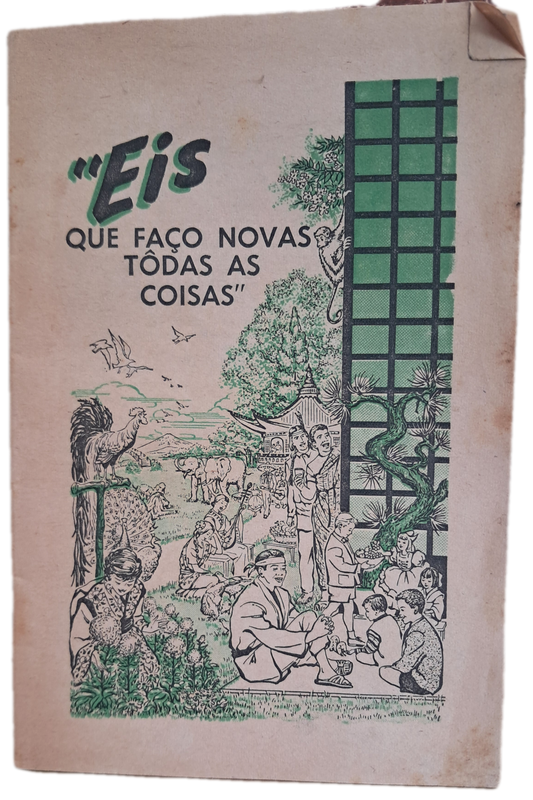 "Eis
QUE FAÇO NOVAS
TÔDAS AS
COISAS"